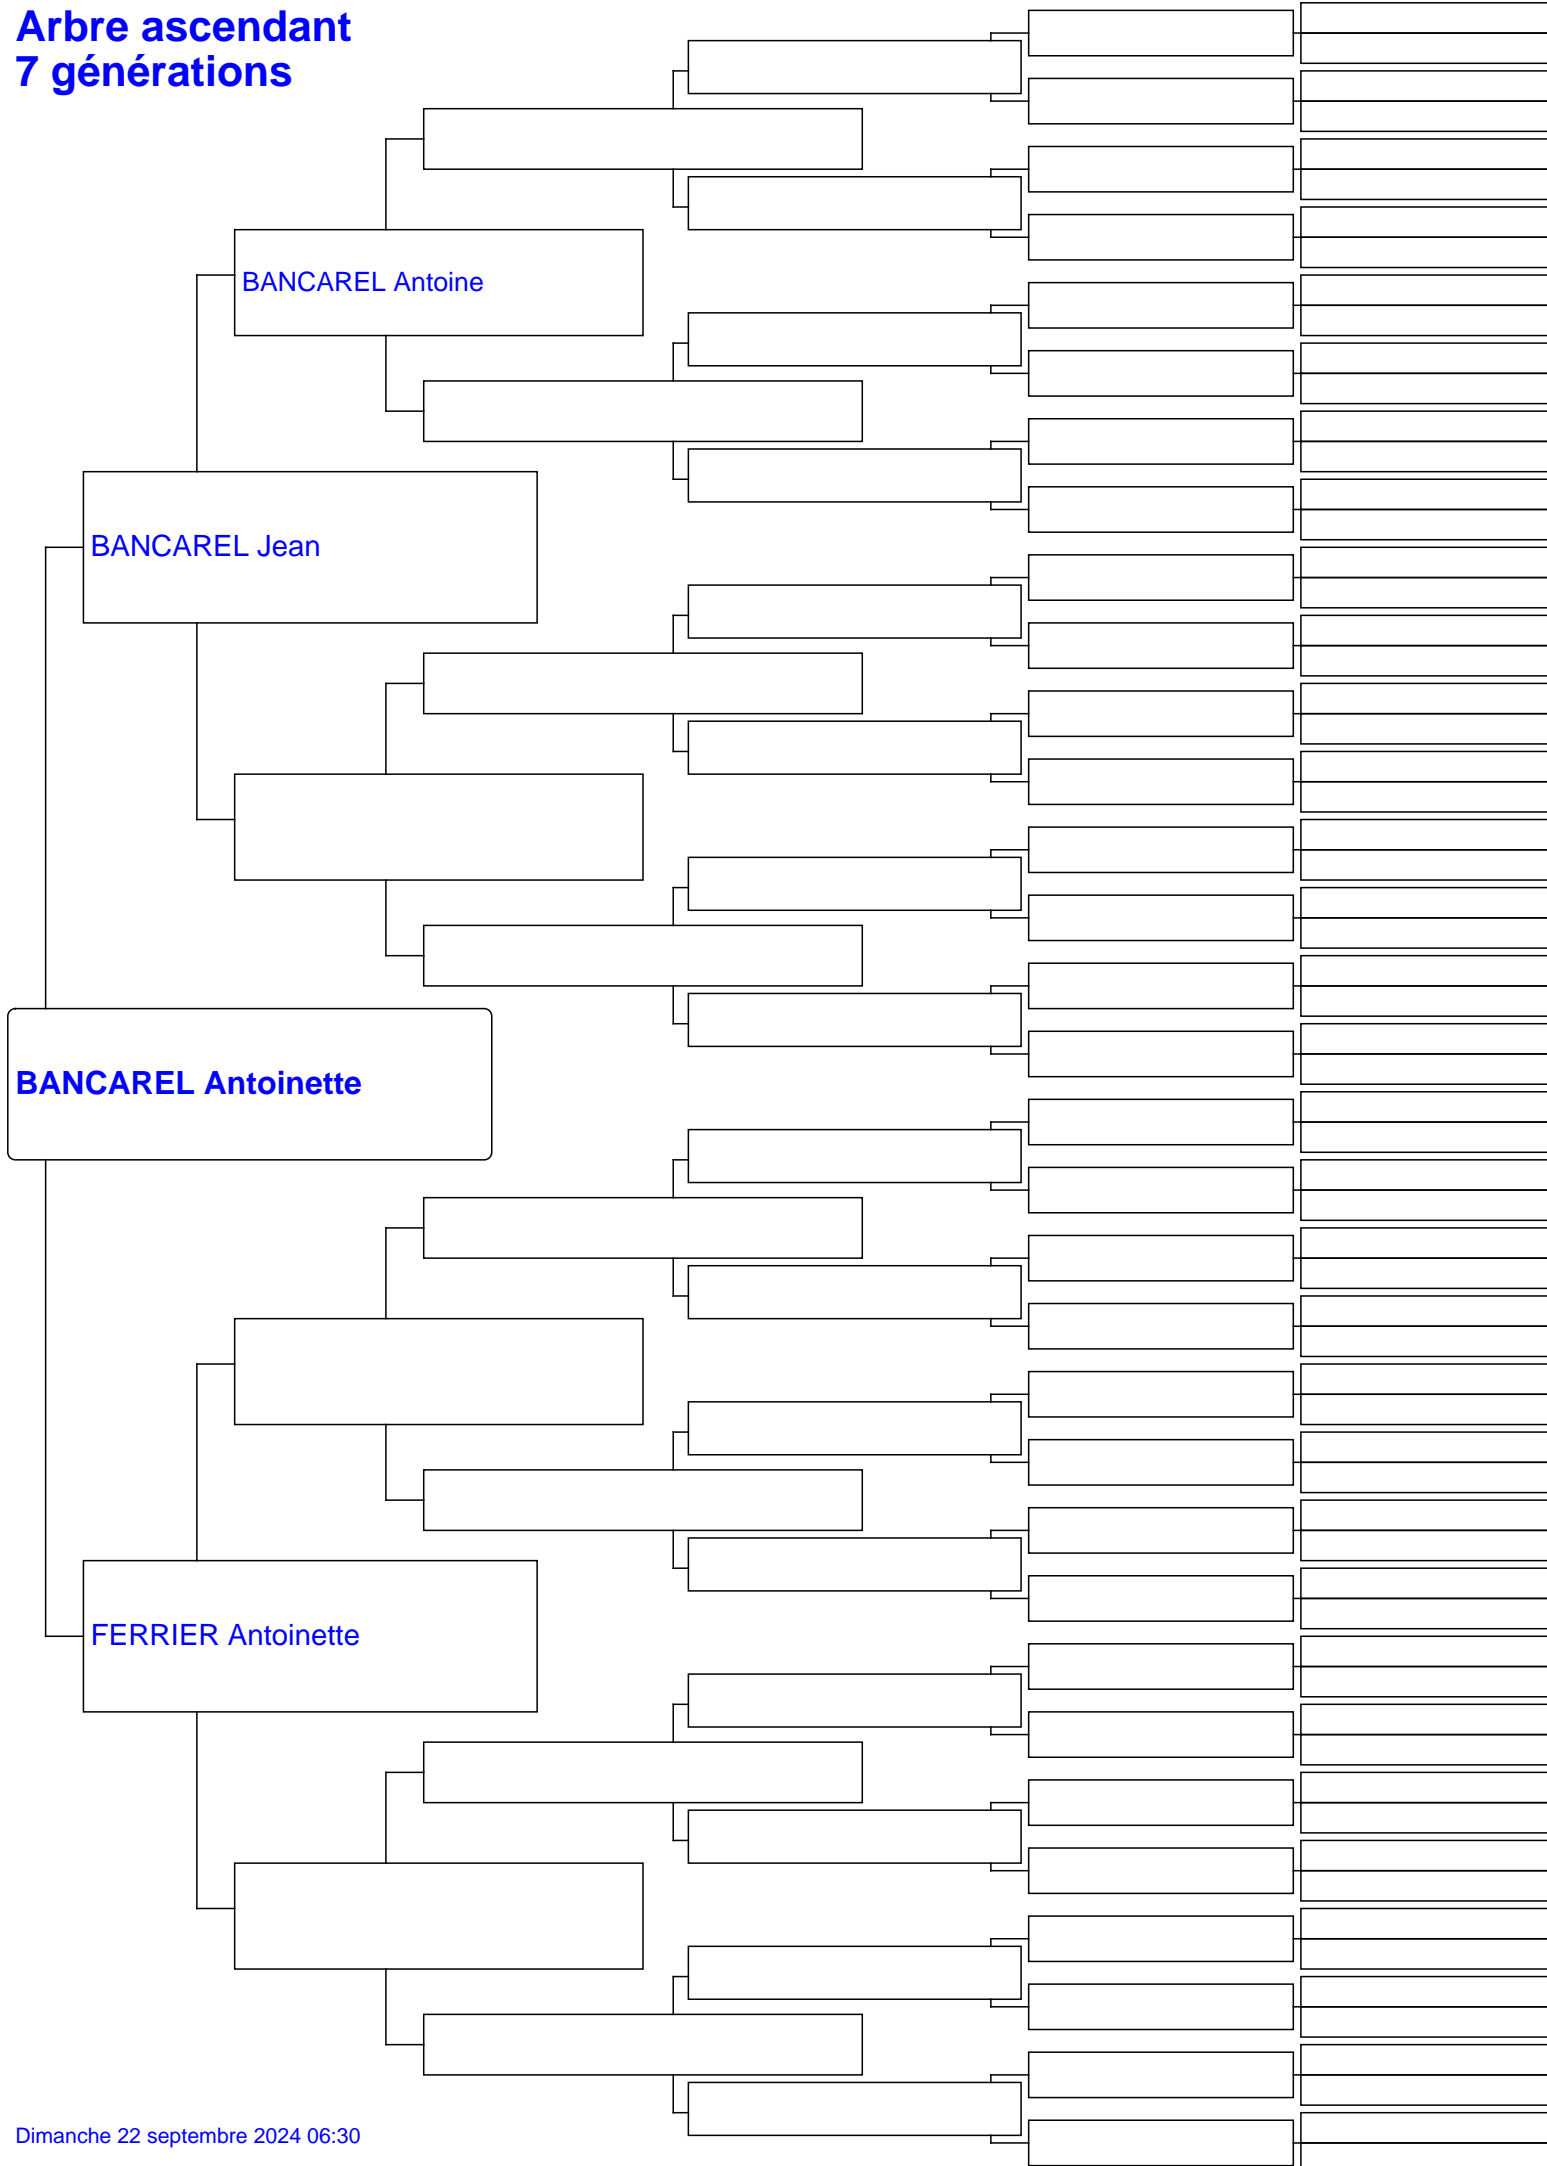 Arbre ascendant
7 générations
BANCAREL Antoine
BANCAREL Jean
BANCAREL Antoinette
FERRIER Antoinette
Dimanche 22 septembre 2024 06:30